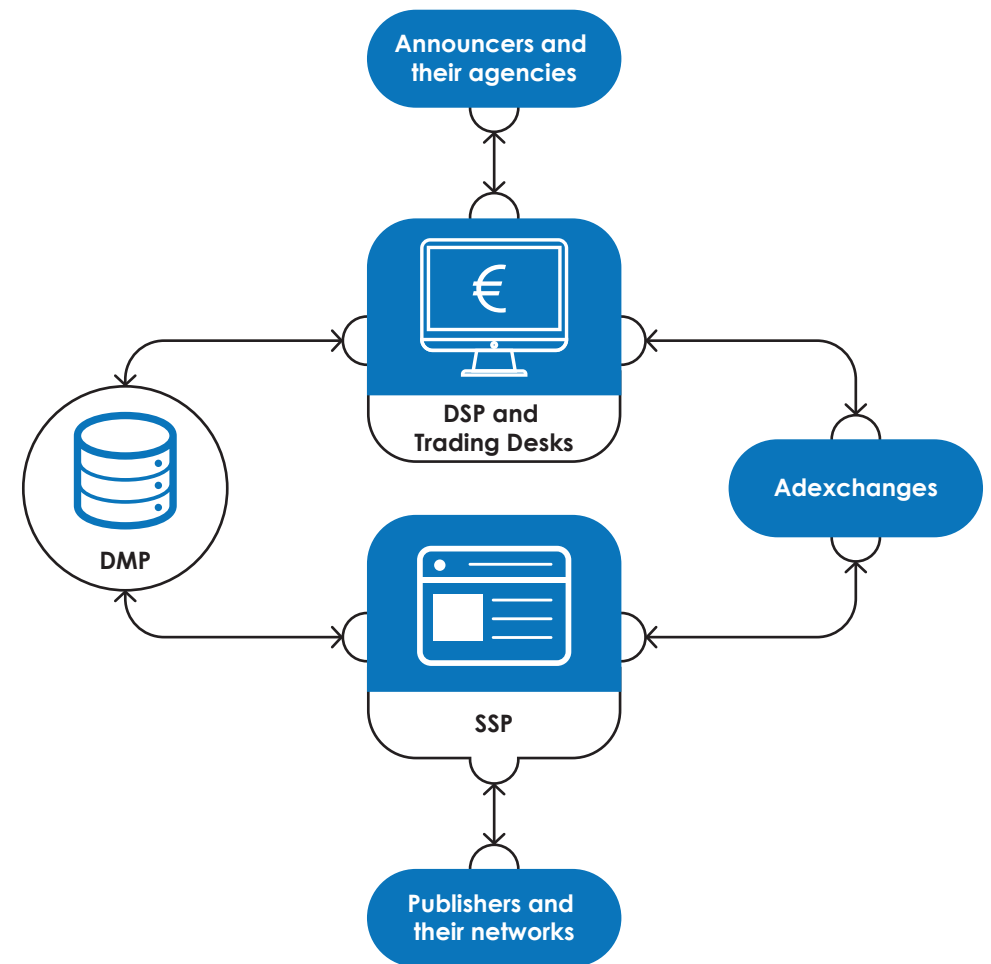 Announcers and
their agencies
€
DSP and
Trading Desks
DMP
Adexchanges
SSP
Publishers and
their networks